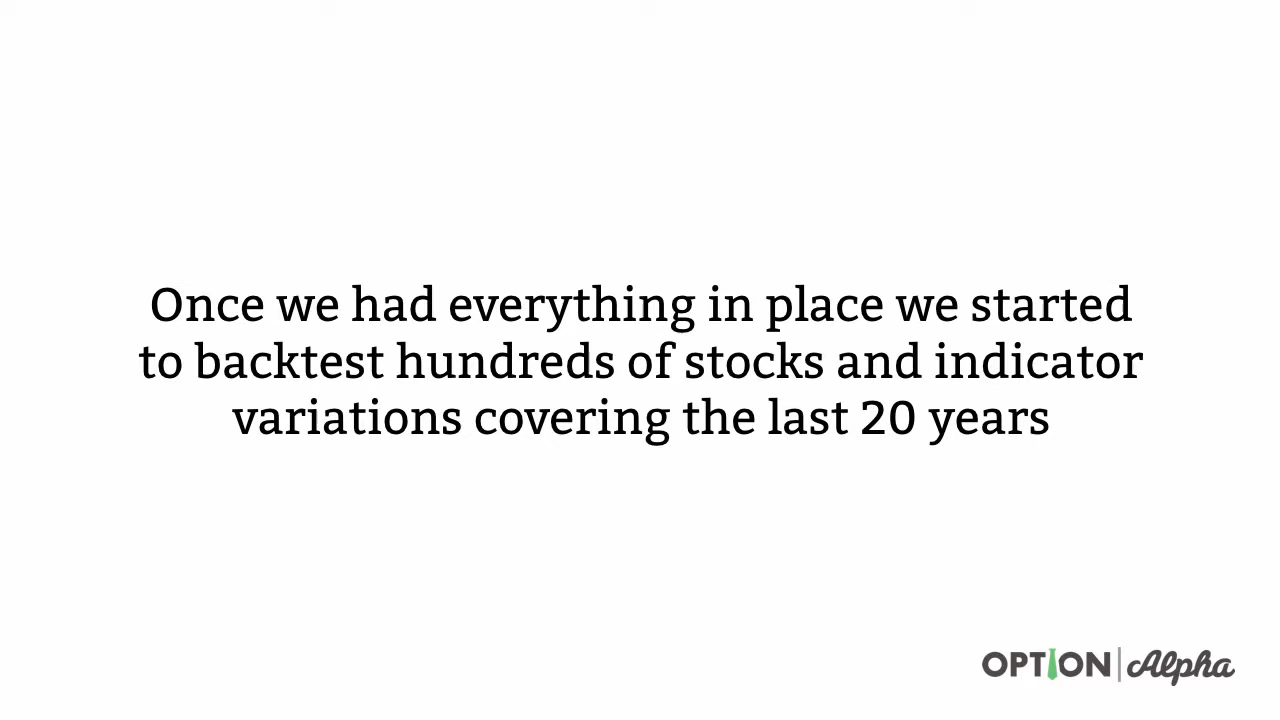 Once we had everything in place we started
to backtest hundreds of stocks and indicator
variations covering the last 20 years
OPTION | Alpha